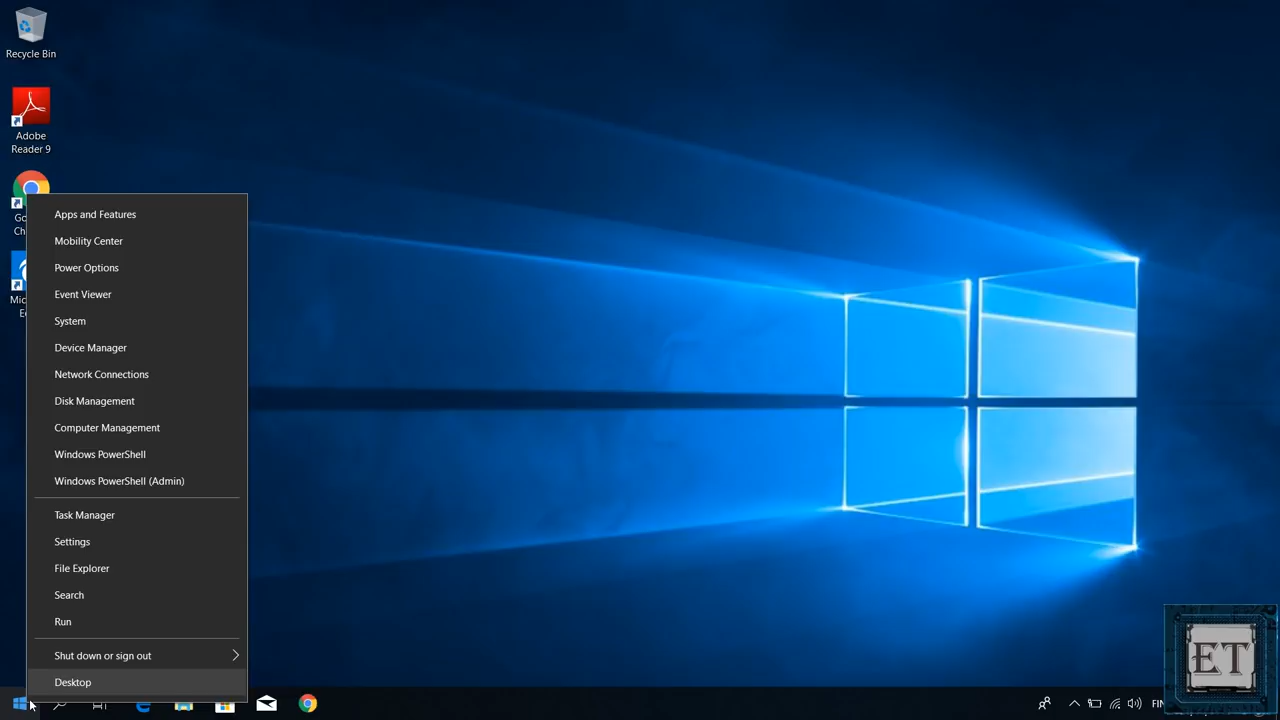 Recycle Bin
Adobe
Reader 9
Apps and Features
Mobility Center
Power Options
Event Viewer
System
Device Manager
Network Connections
Disk Management
Computer Management
Windows PowerShell
Windows PowerShell (Admin)
Task Manager
Settings
File Explorer
Search
Run
Shut down or sign out
Desktop
ET